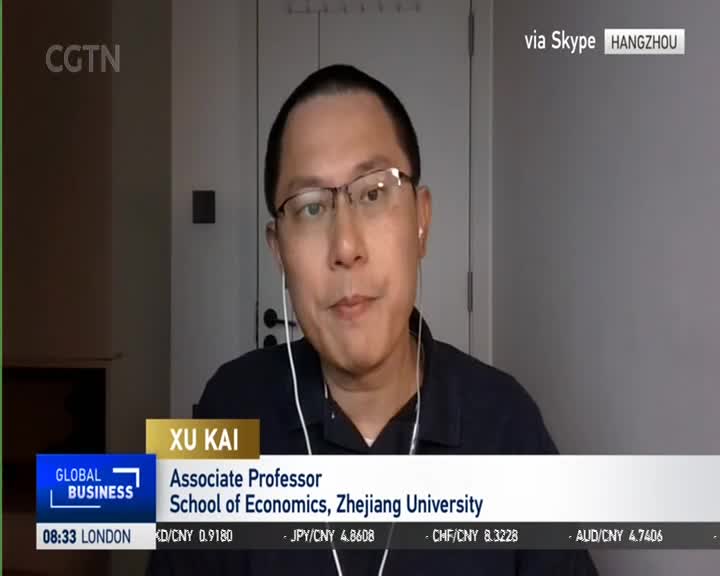 CGTN
via Skype HANGZHOU
XU KAI
Associate Professor
School of Economics, Zhejiang University
GLOBAL
BUSINESS
08:33 LONDON
KD/CNY 0.9180 - JPY/CNY 4.8608 - CHF/CNY 8.3228 - AUD/CNY 4.7406 -